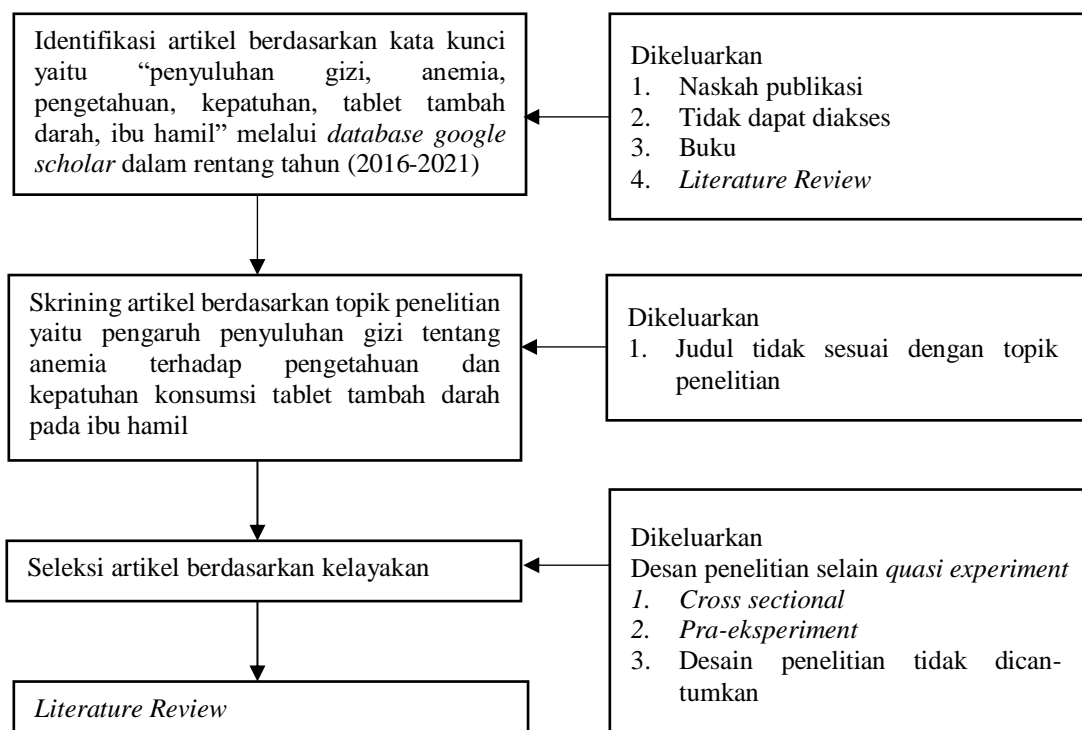 Identifikasi artikel berdasarkan kata kunci
yaitu “penyuluhan gizi, anemia,
pengetahuan, kepatuhan, tablet tambah
darah, ibu hamil” melalui database google
scholar dalam rentang tahun (2016-2021)
Dikeluarkan
1. Naskah publikasi
2. Tidak dapat diakses
3. Buku
4. Literature Review
Skrining artikel berdasarkan topik penelitian
yaitu pengaruh penyuluhan gizi tentang
anemia terhadap pengetahuan dan
kepatuhan konsumsi tablet tambah darah
pada ibu hamil
Dikeluarkan
1. Judul tidak sesuai dengan topik
penelitian
Seleksi artikel berdasarkan kelayakan
Dikeluarkan
Desan penelitian selain quasi experiment
1. Cross sectional
2. Pra-eksperiment
3. Desain penelitian tidak dican-
tumkan
Literature Review